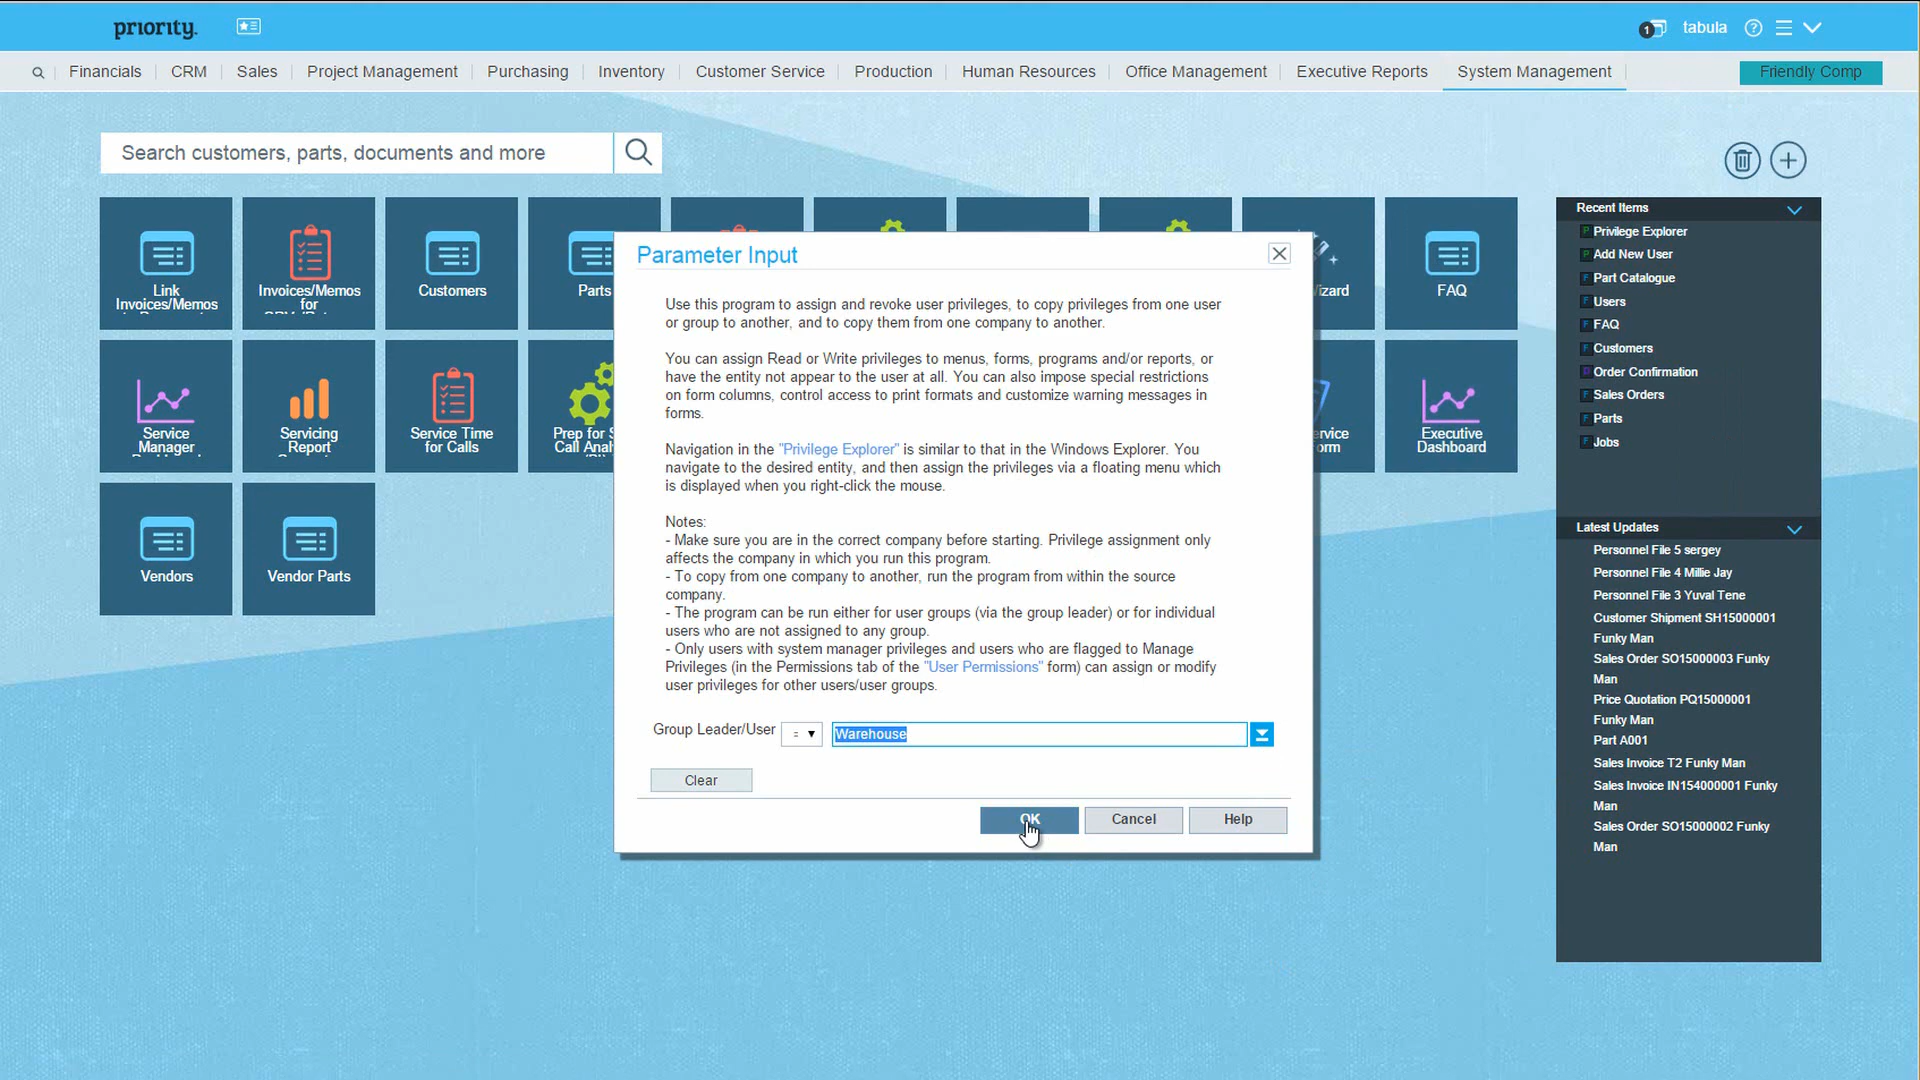 priority.
1 tabula ?
Financials CRM Sales Project Management Purchasing Inventory Customer Service Production Human Resources Office Management Executive Reports System Management Friendly Comp
Search customers, parts, documents and more
Link
Invoices/Memos
Invoices/Memos
for
Customers
Parts
FAQ
Service
Manager
Servicing
Report
Service Time
for Calls
Prep for
Executive
Dashboard
Vendors
Vendor Parts
Parameter Input
Use this program to assign and revoke user privileges, to copy privileges from one user
or group to another, and to copy them from one company to another.
You can assign Read or Write privileges to menus, forms, programs and/or reports, or
have the entity not appear to the user at all. You can also impose special restrictions
on form columns, control access to print formats and customize warning messages in
forms.
Navigation in the "Privilege Explorer" is similar to that in the Windows Explorer. You
navigate to the desired entity, and then assign the privileges via a floating menu which
is displayed when you right-click the mouse.
Notes:
- Make sure you are in the correct company before starting. Privilege assignment only
affects the company in which you run this program.
- To copy from one company to another, run the program from within the source
company.
- The program can be run either for user groups (via the group leader) or for individual
users who are not assigned to any group.
- Only users with system manager privileges and users who are flagged to Manage
Privileges (in the Permissions tab of the "User Permissions" form) can assign or modify
user privileges for other users/user groups.
Group Leader/User = Warehouse
Clear
OK Cancel Help
Recent Items
P Privilege Explorer
P Add New User
F Part Catalogue
F Users
F FAQ
F Customers
D Order Confirmation
F Sales Orders
F Parts
F Jobs
Latest Updates
Personnel File 5 sergey
Personnel File 4 Millie Jay
Personnel File 3 Yuval Tene
Customer Shipment SH15000001
Funky Man
Sales Order SO15000003 Funky
Man
Price Quotation PQ15000001
Funky Man
Part A001
Sales Invoice T2 Funky Man
Sales Invoice IN154000001 Funky
Man
Sales Order SO15000002 Funky
Man